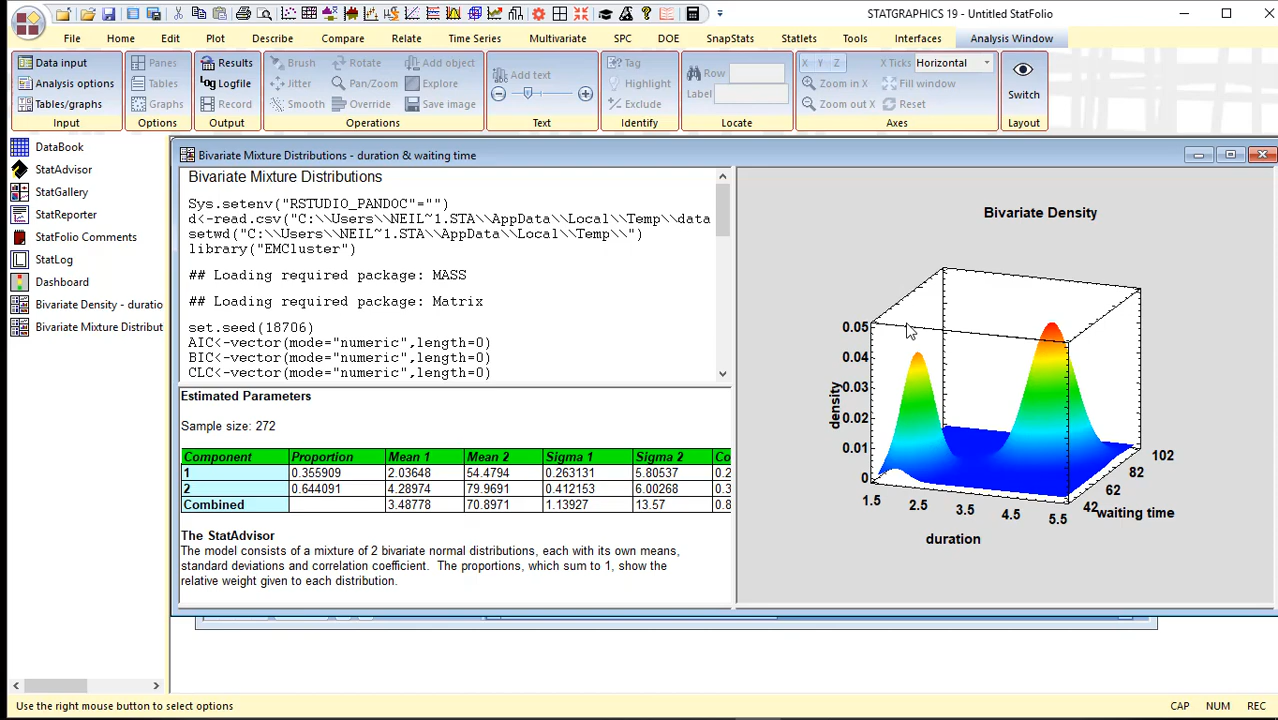 STATGRAPHICS 19 - Untitled StatFolio
File Home Edit Plot Describe Compare Relate Time Series Multivariate SPC DOE SnapStats Statlets Tools Interfaces Analysis Window
Data input Panes Results Brush Rotate Add object Add text Tag Row X Y Z X Ticks Horizontal
Analysis options Tables Logfile Jitter Pan/Zoom Explore Highlight Label Zoom in Fill window Switch
Tables/graphs Graphs Record Smooth Override Save image Exclude Zoom out Reset
Input Options Output Operations Text Identify Locate Axes Layout
DataBook
StatAdvisor
StatGallery
StatReporter
StatFolio Comments
StatLog
Dashboard
Bivariate Density - duratio
Bivariate Mixture Distribut
Bivariate Mixture Distributions - duration & waiting time
Bivariate Mixture Distributions
Sys.setenv("RSTUDIO_PANDOC"="")
d<-read.csv("C:\\Users\\NEIL~1.STA\\AppData\\Local\\Temp\\data
setwd("C:\\Users\\NEIL~1.STA\\AppData\\Local\\Temp\\")
library("EMCluster")
## Loading required package: MASS
## Loading required package: Matrix
set.seed(18706)
AIC<-vector(mode="numeric",length=0)
BIC<-vector(mode="numeric",length=0)
CLC<-vector(mode="numeric",length=0)
Estimated Parameters
Sample size: 272
Component Proportion Mean 1 Mean 2 Sigma 1 Sigma 2 Co
1 0.355909 2.03648 54.4794 0.263131 5.80537 0.2
2 0.644091 4.28974 79.9691 0.412153 6.00268 0.3
Combined 3.48778 70.8971 1.13927 13.57 0.8
The StatAdvisor
The model consists of a mixture of 2 bivariate normal distributions, each with its own means,
standard deviations and correlation coefficient. The proportions, which sum to 1, show the
relative weight given to each distribution.
Bivariate Density
density
0.05
0.04
0.03
0.02
0.01
0
1.5 2.5 3.5 4.5 5.5
duration
42 62 82 102
waiting time
Use the right mouse button to select options
CAP NUM REC